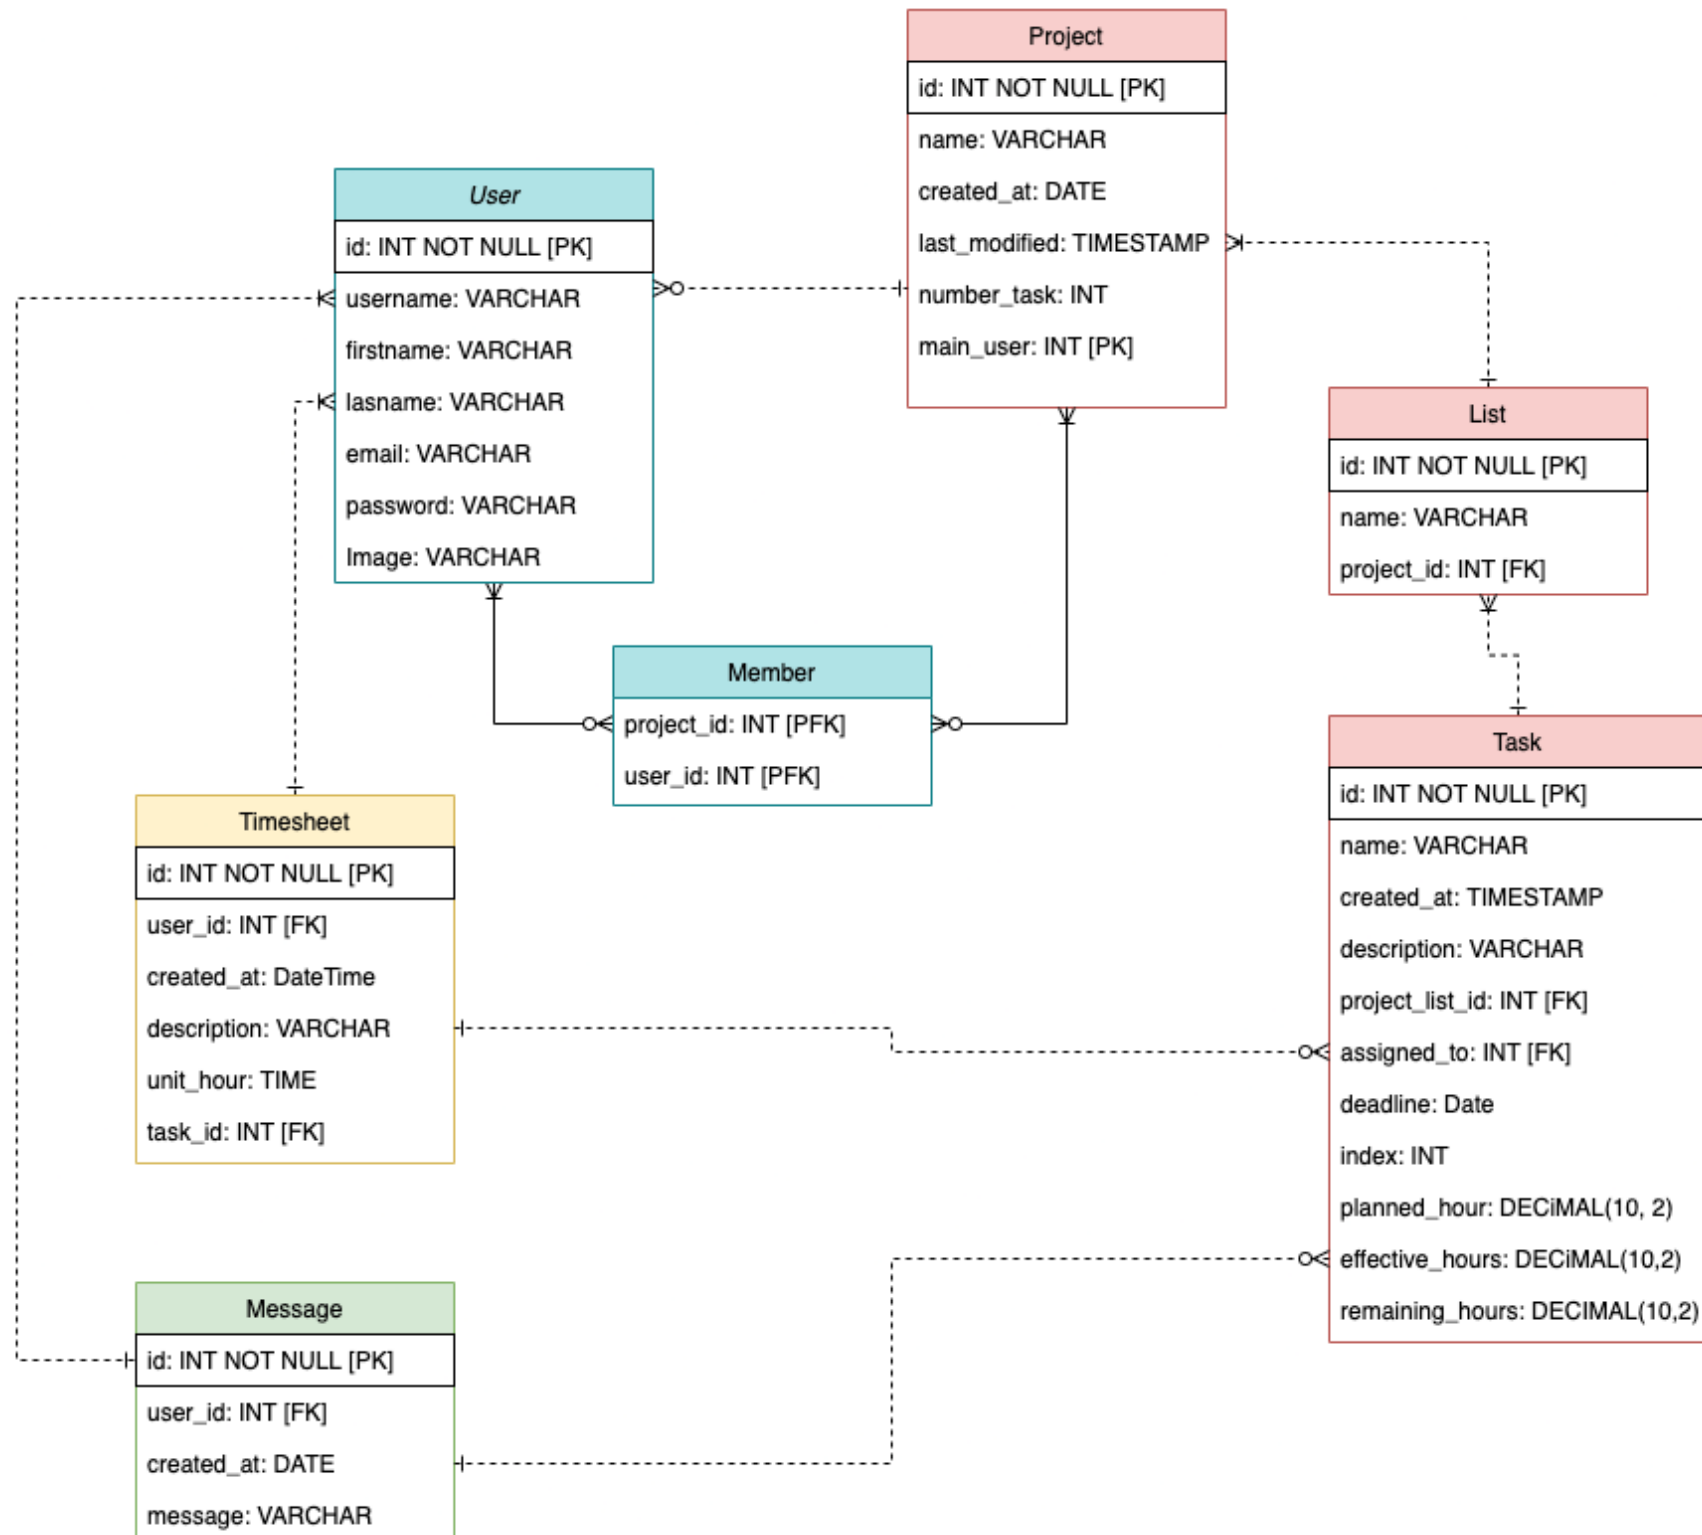 Project
id: INT NOT NULL [PK]
name: VARCHAR
created_at: DATE
last_modified: TIMESTAMP
number_task: INT
main_user: INT [PK]
User
id: INT NOT NULL [PK]
username: VARCHAR
firstname: VARCHAR
lasname: VARCHAR
email: VARCHAR
password: VARCHAR
Image: VARCHAR
List
id: INT NOT NULL [PK]
name: VARCHAR
project_id: INT [FK]
Member
project_id: INT [PFK]
user_id: INT [PFK]
Task
id: INT NOT NULL [PK]
name: VARCHAR
created_at: TIMESTAMP
description: VARCHAR
project_list_id: INT [FK]
assigned_to: INT [FK]
deadline: Date
index: INT
planned_hour: DECiMAL(10, 2)
effective_hours: DECiMAL(10,2)
remaining_hours: DECIMAL(10,2)
Timesheet
id: INT NOT NULL [PK]
user_id: INT [FK]
created_at: DateTime
description: VARCHAR
unit_hour: TIME
task_id: INT [FK]
Message
id: INT NOT NULL [PK]
user_id: INT [FK]
created_at: DATE
message: VARCHAR